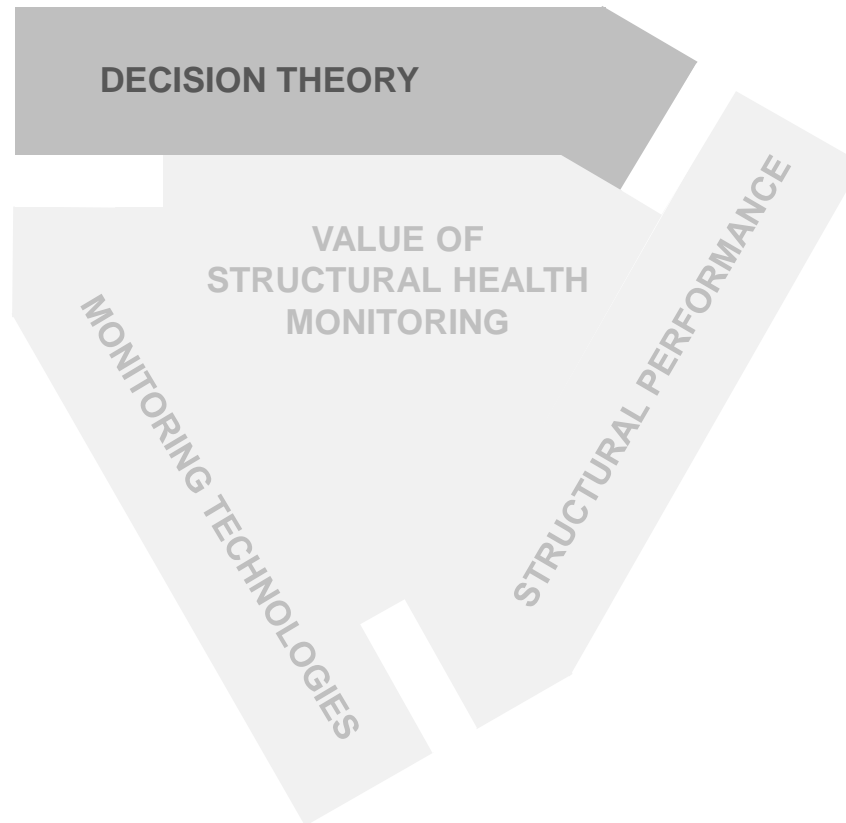 DECISION THEORY
VALUE OF
STRUCTURAL HEALTH
MONITORING
STRUCTURAL PERFORMANCE
MONITORING TECHNOLOGIES